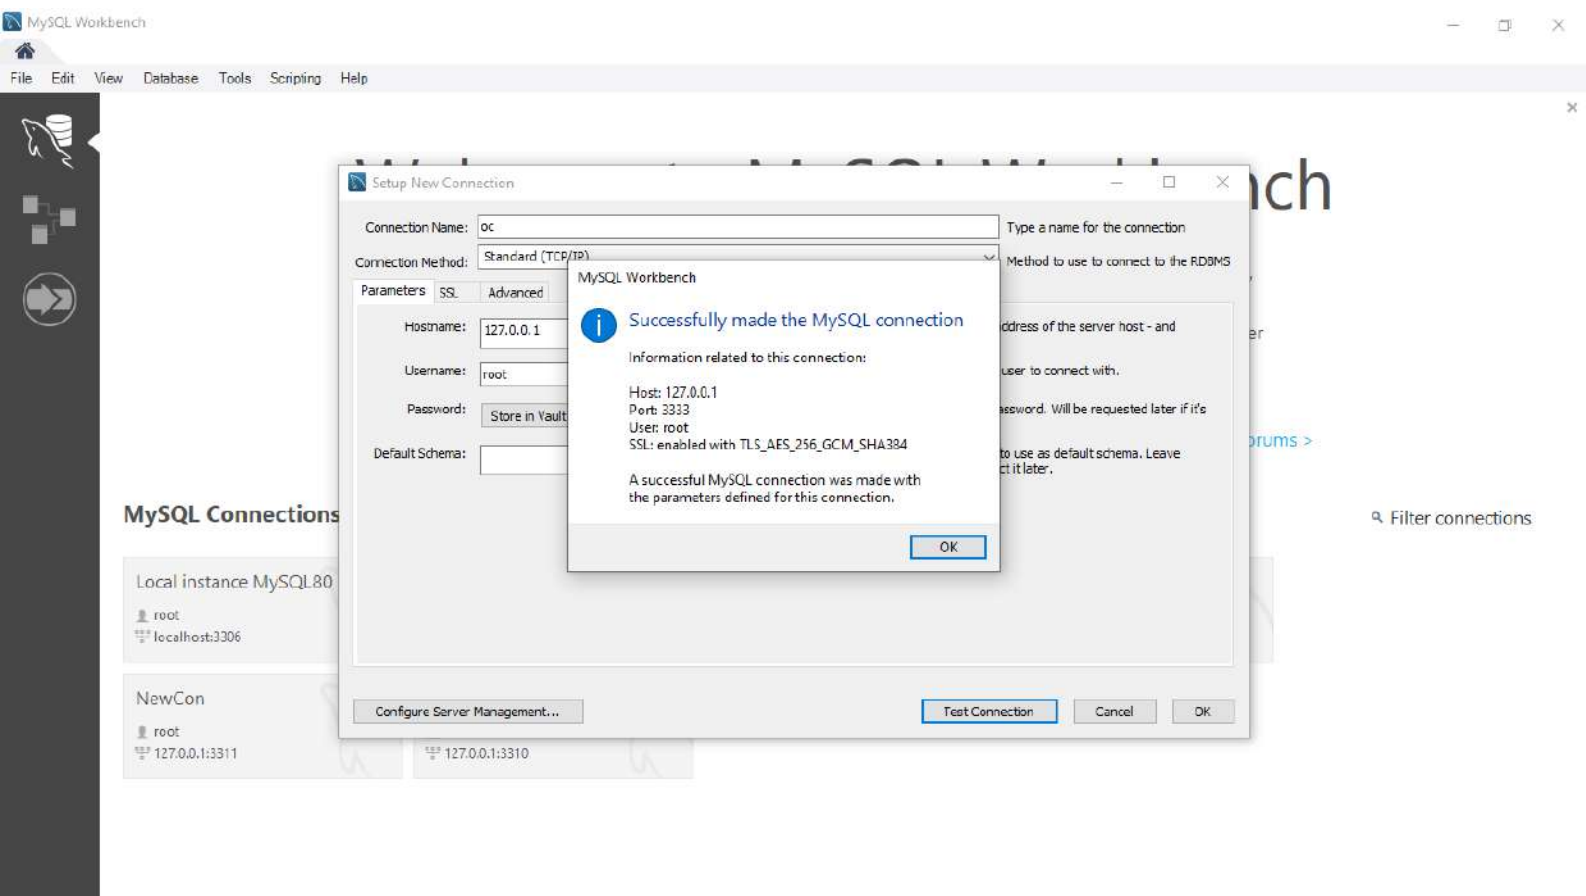 MySQL Workbench
File Edit View Database Tools Scripting Help
Setup New Connection
Connection Name: oc Type a name for the connection
Connection Method: Standard (TCP/IP) Method to use to connect to the RDBMS
Parameters SSL Advanced
MySQL Workbench
Successfully made the MySQL connection
Information related to this connection:
Host: 127.0.0.1
Port: 3333
User: root
SSL: enabled with TLS_AES_256_GCM_SHA384
A successful MySQL connection was made with
the parameters defined for this connection.
OK
Hostname: 127.0.0.1 address of the server host - and
Username: root user to connect with.
Password: Store in Vault Will be requested later if it's
Default Schema: to use as default schema. Leave
it later.
Configure Server Management... Test Connection Cancel OK
MySQL Connections
Filter connections
Local instance MySQL80
root
localhost:3306
NewCon
root
127.0.0.1:3311
127.0.0.1:3310